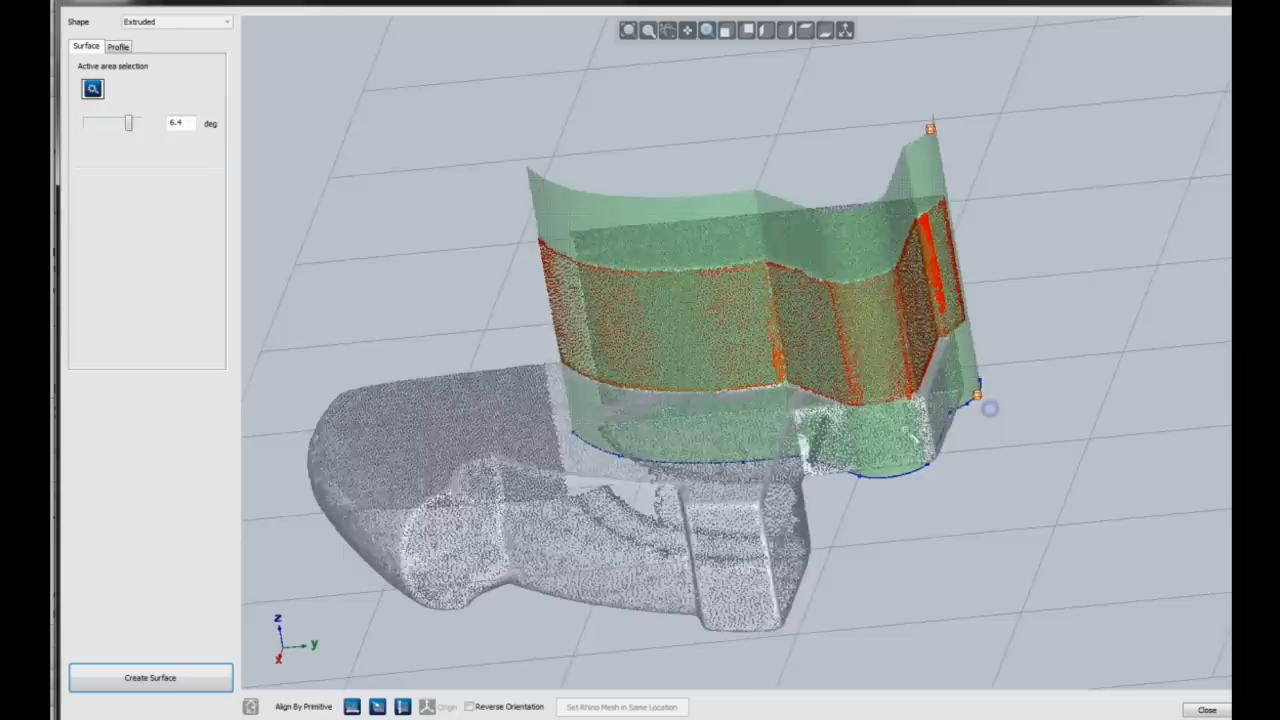 Shape Extruded
Surface Profile
Active area selection
6.4 deg
z
y
x
Create Surface
Align By Primitive Origin Reverse Orientation Set Rhino Mesh in Same Location Close